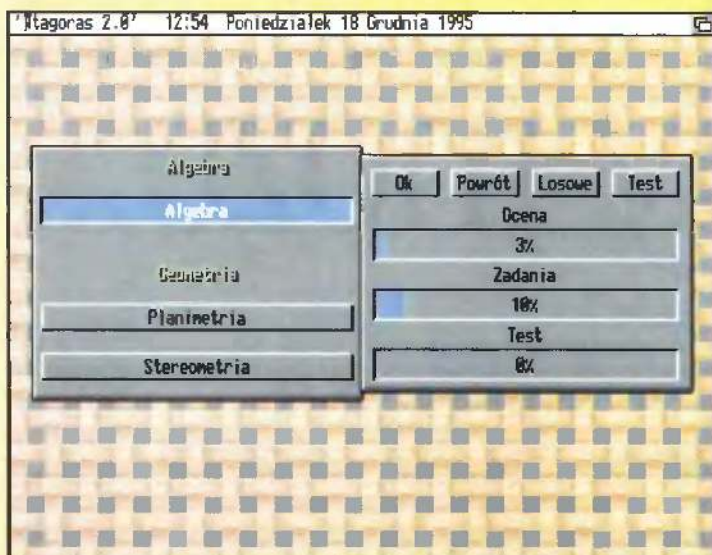 2.0' 12:54 Poniedziałek 18 Grudnia 1995
Algebra
Algebra
Geometria
Planimetria
Stereometria
Ok Powrót Losowe Test
Ocena
3%
Zadania
10%
Test
0%